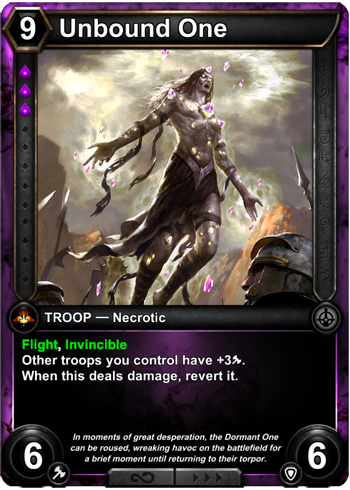 9 Unbound One
TROOP — Necrotic
Flight, Invincible
Other troops you control have +3.
When this deals damage, revert it.
In moments of great desperation, the Dormant One
can be roused, wreaking havoc on the battlefield for
a brief moment until returning to their torpor.
6 6